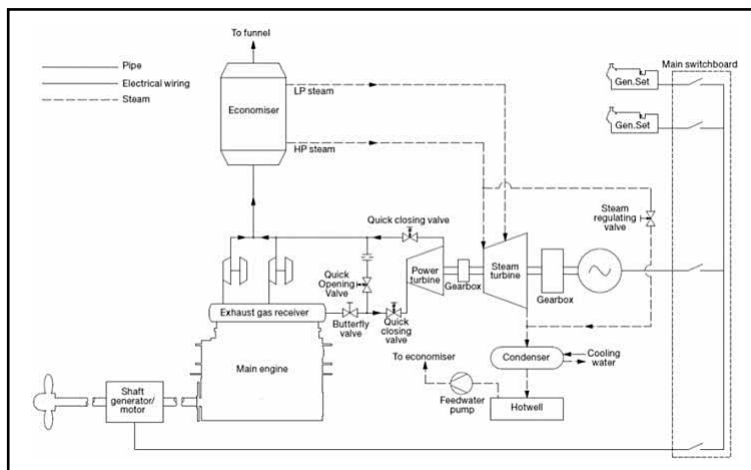 To funnel
Main switchboard
Pipe
Electrical wiring
Steam
Economiser
LP steam
HP steam
Gen.Set
Gen.Set
Quick closing valve
Steam
regulating
valve
Quick
Opening
Valve
Power
turbine
Gearbox
Steam
turbine
Gearbox
Exhaust gas receiver
Butterfly
valve
Quick
closing
valve
Main engine
To economiser
Condenser
Cooling
water
Feedwater
pump
Hotwell
Shaft
generator/
motor